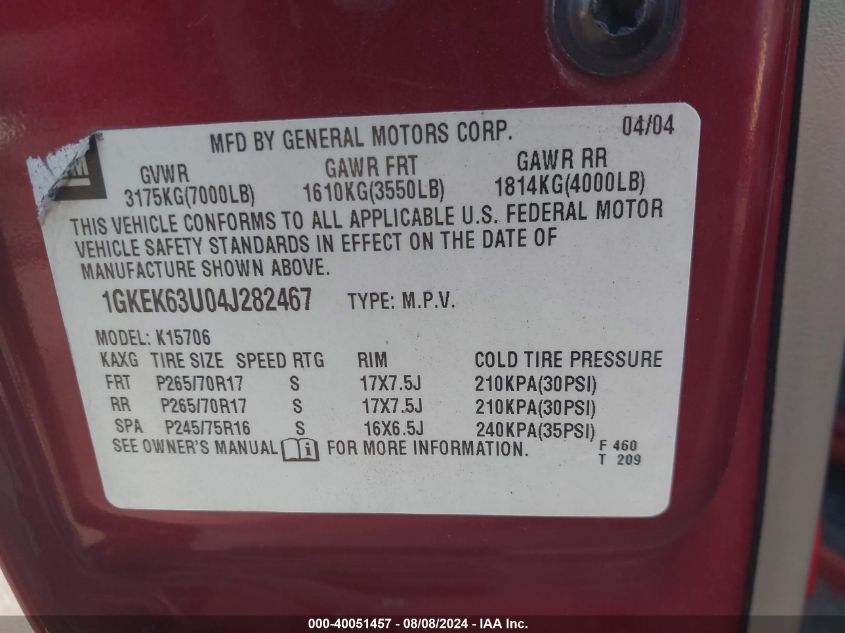 MFD BY GENERAL MOTORS CORP. 04/04
GVWR GAWR FRT GAWR RR
3175KG(7000LB) 1610KG(3550LB) 1814KG(4000LB)
THIS VEHICLE CONFORMS TO ALL APPLICABLE U.S. FEDERAL MOTOR
VEHICLE SAFETY STANDARDS IN EFFECT ON THE DATE OF
MANUFACTURE SHOWN ABOVE.
1GKEK63U04J282467 TYPE: M.P.V.
MODEL: K15706
KAXG TIRE SIZE SPEED RTG RIM COLD TIRE PRESSURE
FRT P265/70R17 S 17X7.5J 210KPA(30PSI)
RR P265/70R17 S 17X7.5J 210KPA(30PSI)
SPA P245/75R16 S 16X6.5J 240KPA(35PSI)
SEE OWNER'S MANUAL FOR MORE INFORMATION.
F 460
T 209
000-40051457 - 08/08/2024 - IAA Inc.